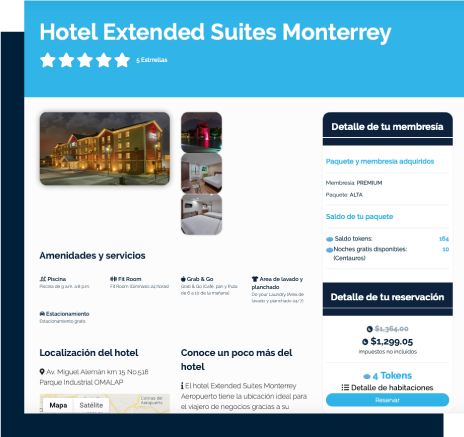 Hotel Extended Suites Monterrey
5 Estrellas
Detalle de tu membresía
Paquete y membresía adquiridos
Membresía: PREMIUM
Paquete: ALTA
Saldo de tu paquete
Saldo tokens: 164
Noches gratis disponibles: 10
(Centauros)
Amenidades y servicios
Piscina
Piscina de 9 a.m. a 8 p.m.
Fit Room
Fit Room (Gimnasio 24 horas)
Grab & Go
Grab & Go (Café, pan y fruta
de 6 a 10 de la mañana)
Área de lavado y
planchado
Do your Laundry (Área de
lavado y planchado 24/7)
Estacionamiento
Estacionamiento gratis
Detalle de tu reservación
$1,364.00
$1,299.05
Impuestos no incluidos
4 Tokens
Detalle de habitaciones
Reservar
Localización del hotel
Av. Miguel Alemán km 15 No.516
Parque Industrial OMALAP
Mapa Satélite
Conoce un poco más del
hotel
El hotel Extended Suites Monterrey
Aeropuerto tiene la ubicación ideal para
el viajero de negocios gracias a su